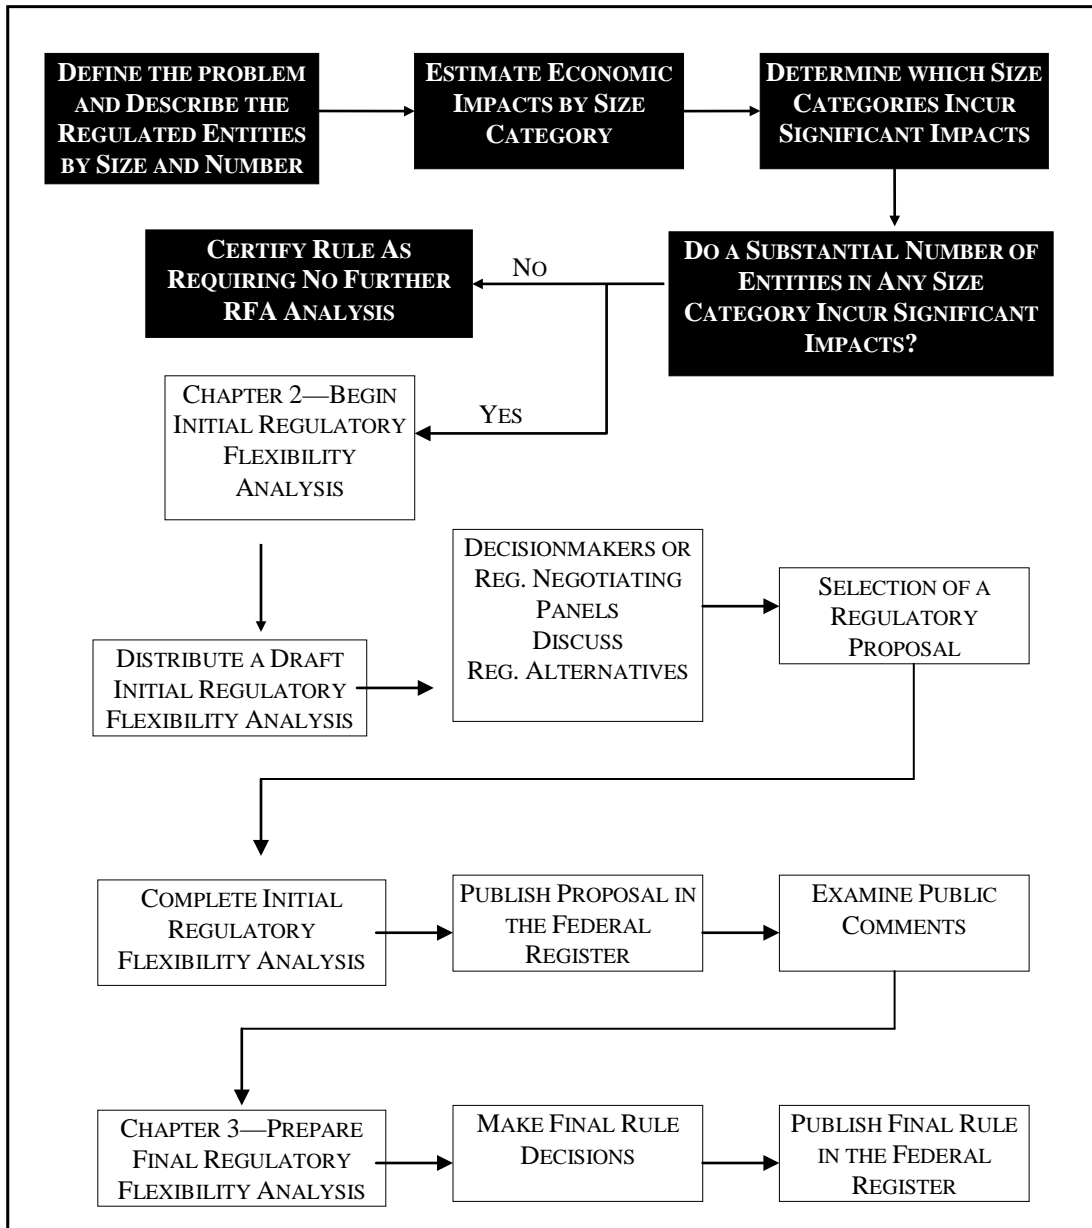 DEFINE THE PROBLEM
AND DESCRIBE THE
REGULATED ENTITIES
BY SIZE AND NUMBER
ESTIMATE ECONOMIC
IMPACTS BY SIZE
CATEGORY
DETERMINE WHICH SIZE
CATEGORIES INCUR
SIGNIFICANT IMPACTS
DO A SUBSTANTIAL NUMBER OF
ENTITIES IN ANY SIZE
CATEGORY INCUR SIGNIFICANT
IMPACTS?
NO
CERTIFY RULE AS
REQUIRING NO FURTHER
RFA ANALYSIS
YES
CHAPTER 2—BEGIN
INITIAL REGULATORY
FLEXIBILITY
ANALYSIS
DISTRIBUTE A DRAFT
INITIAL REGULATORY
FLEXIBILITY ANALYSIS
DECISIONMAKERS OR
REG. NEGOTIATING
PANELS
DISCUSS
REG. ALTERNATIVES
SELECTION OF A
REGULATORY
PROPOSAL
COMPLETE INITIAL
REGULATORY
FLEXIBILITY ANALYSIS
PUBLISH PROPOSAL IN
THE FEDERAL
REGISTER
EXAMINE PUBLIC
COMMENTS
CHAPTER 3—PREPARE
FINAL REGULATORY
FLEXIBILITY ANALYSIS
MAKE FINAL RULE
DECISIONS
PUBLISH FINAL RULE
IN THE FEDERAL
REGISTER